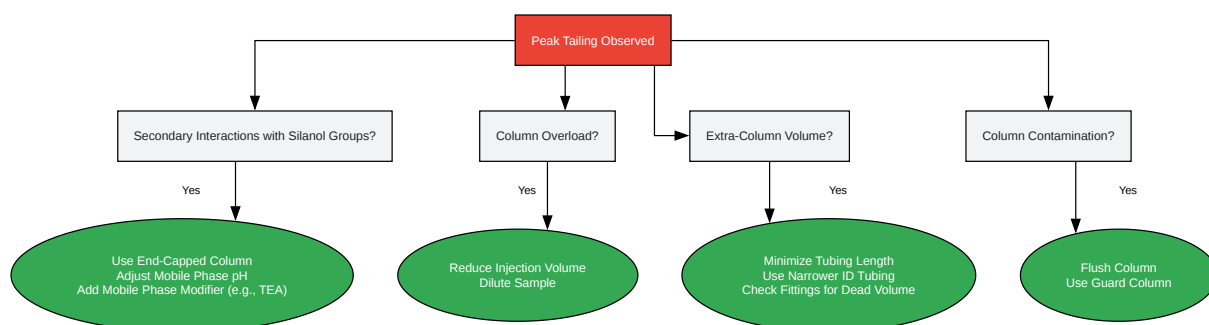 Peak Tailing Observed
Secondary Interactions with Silanol Groups?
Column Overload?
Extra-Column Volume?
Column Contamination?
Yes
Yes
Yes
Yes
Use End-Capped Column
Adjust Mobile Phase pH
Add Mobile Phase Modifier (e.g., TEA)
Reduce Injection Volume
Dilute Sample
Minimize Tubing Length
Use Narrower ID Tubing
Check Fittings for Dead Volume
Flush Column
Use Guard Column